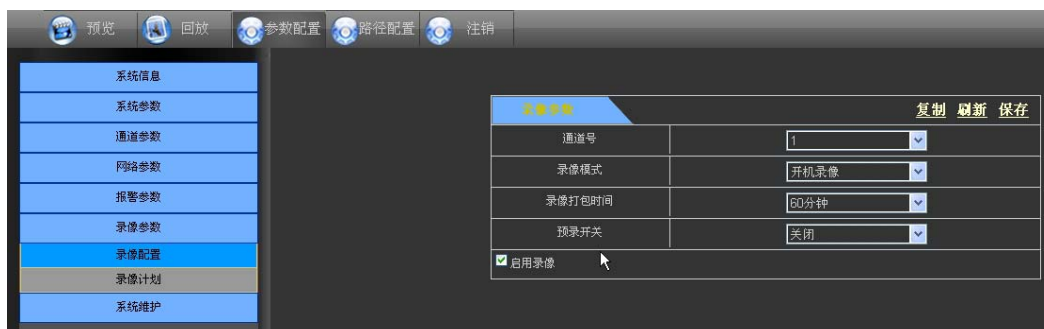 预览 回放 参数配置 路径配置 注销
系统信息
系统参数
通道参数
网络参数
报警参数
录像参数
录像配置
录像计划
系统维护
录像参数 复制 刷新 保存
通道号 1
录像模式 开机录像
录像打包时间 60分钟
预录开关 关闭
启用录像